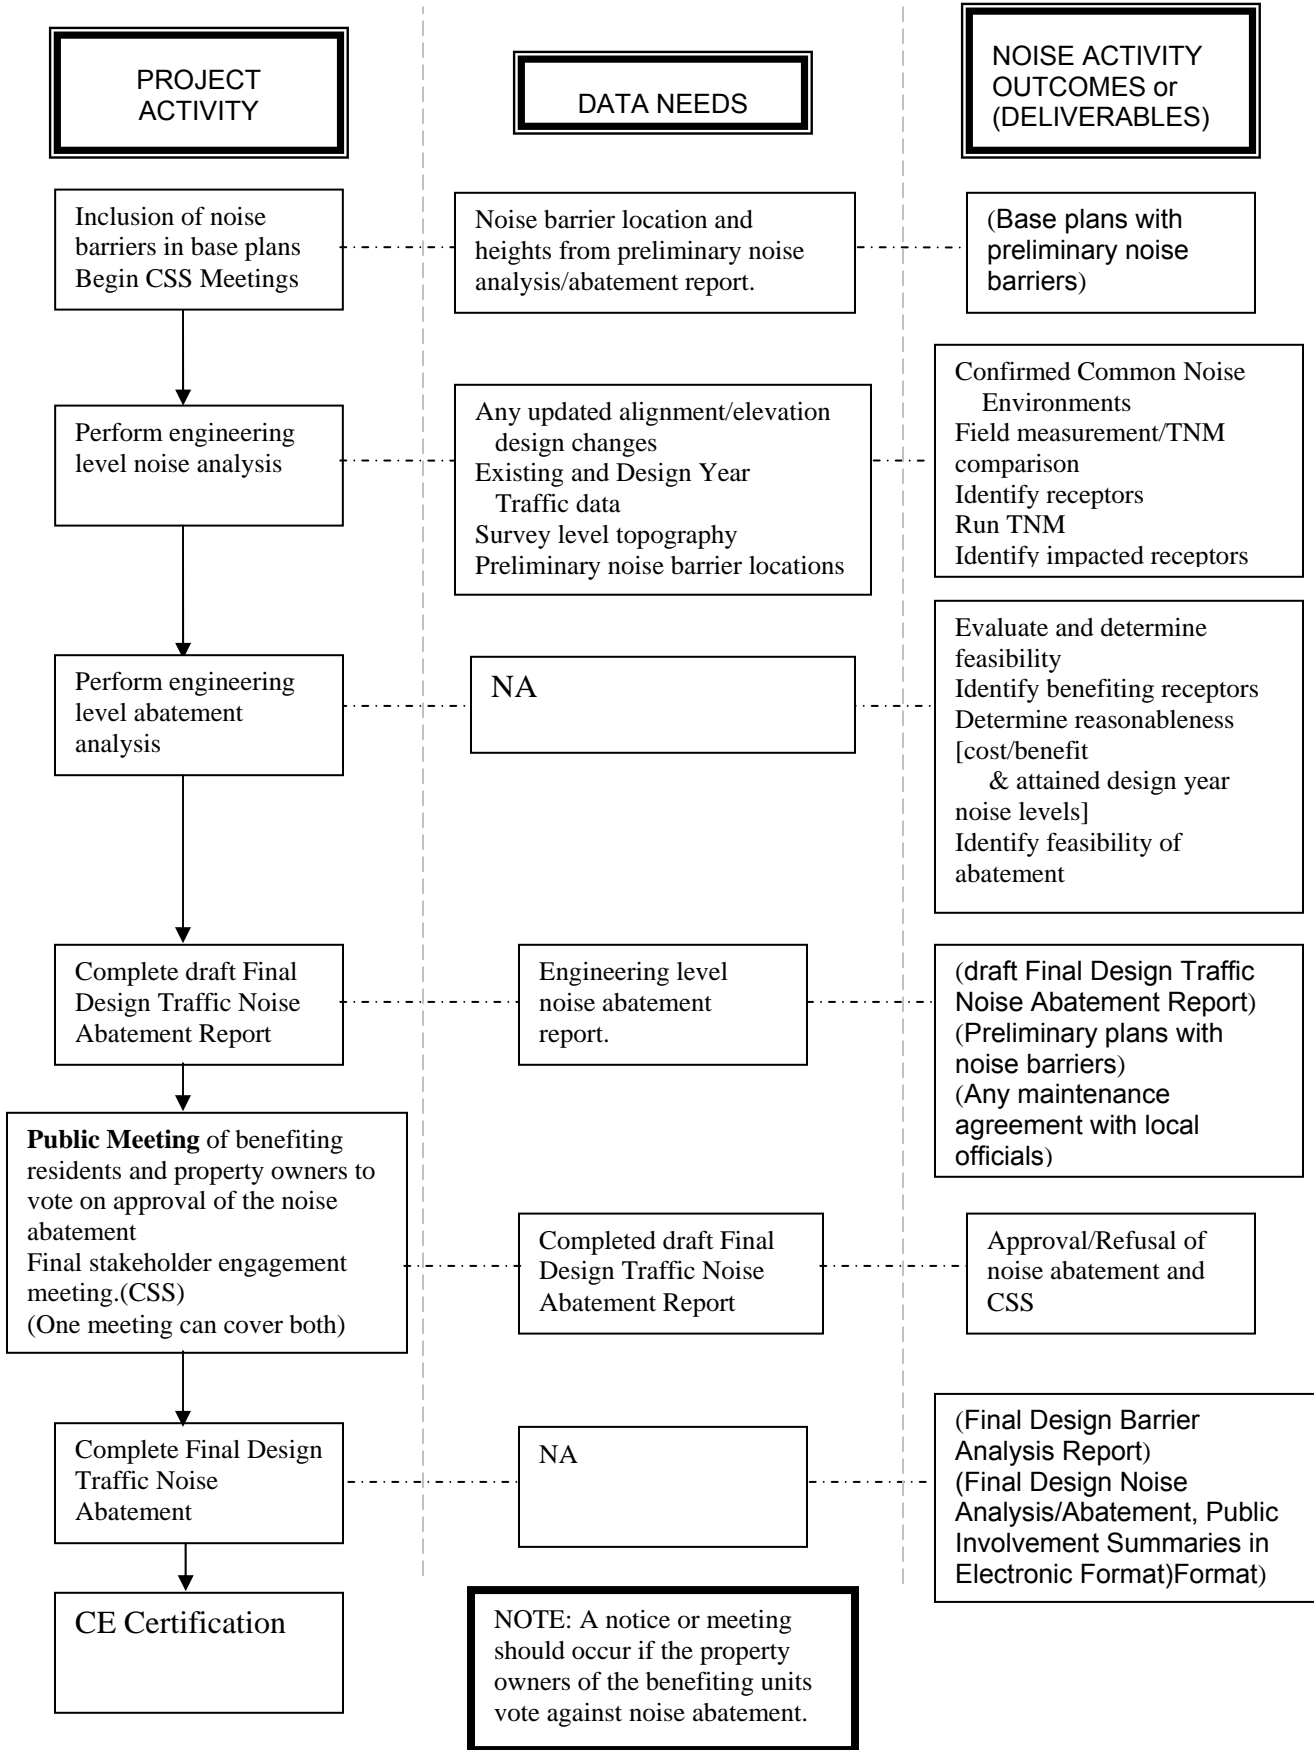 PROJECT
ACTIVITY
DATA NEEDS
NOISE ACTIVITY
OUTCOMES or
(DELIVERABLES)
Inclusion of noise
barriers in base plans
Begin CSS Meetings
Noise barrier location and
heights from preliminary noise
analysis/abatement report.
(Base plans with
preliminary noise
barriers)
Perform engineering
level noise analysis
Any updated alignment/elevation
design changes
Existing and Design Year
Traffic data
Survey level topography
Preliminary noise barrier locations
Confirmed Common Noise
Environments
Field measurement/TNM
comparison
Identify receptors
Run TNM
Identify impacted receptors
Perform engineering
level abatement
analysis
NA
Evaluate and determine
feasibility
Identify benefiting receptors
Determine reasonableness
[cost/benefit
& attained design year
noise levels]
Identify feasibility of
abatement
Complete draft Final
Design Traffic Noise
Abatement Report
Engineering level
noise abatement
report.
(draft Final Design Traffic
Noise Abatement Report)
(Preliminary plans with
noise barriers)
(Any maintenance
agreement with local
officials)
Public Meeting of benefiting
residents and property owners to
vote on approval of the noise
abatement
Final stakeholder engagement
meeting.(CSS)
(One meeting can cover both)
Completed draft Final
Design Traffic Noise
Abatement Report
Approval/Refusal of
noise abatement and
CSS
Complete Final Design
Traffic Noise
Abatement
NA
(Final Design Barrier
Analysis Report)
(Final Design Noise
Analysis/Abatement, Public
Involvement Summaries in
Electronic Format)Format)
CE Certification
NOTE: A notice or meeting
should occur if the property
owners of the benefiting units
vote against noise abatement.